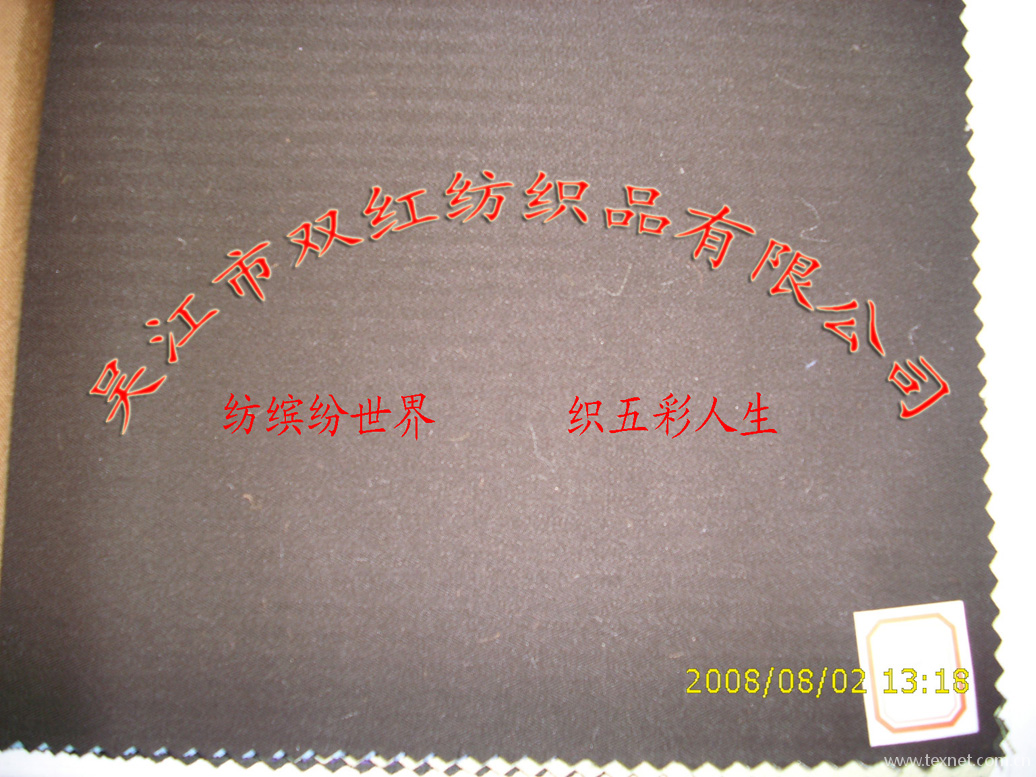 吴江市双红纺织品有限公司
纺缤纷世界 织五彩人生
2008/08/02 13:18
www.texnet.com.cn